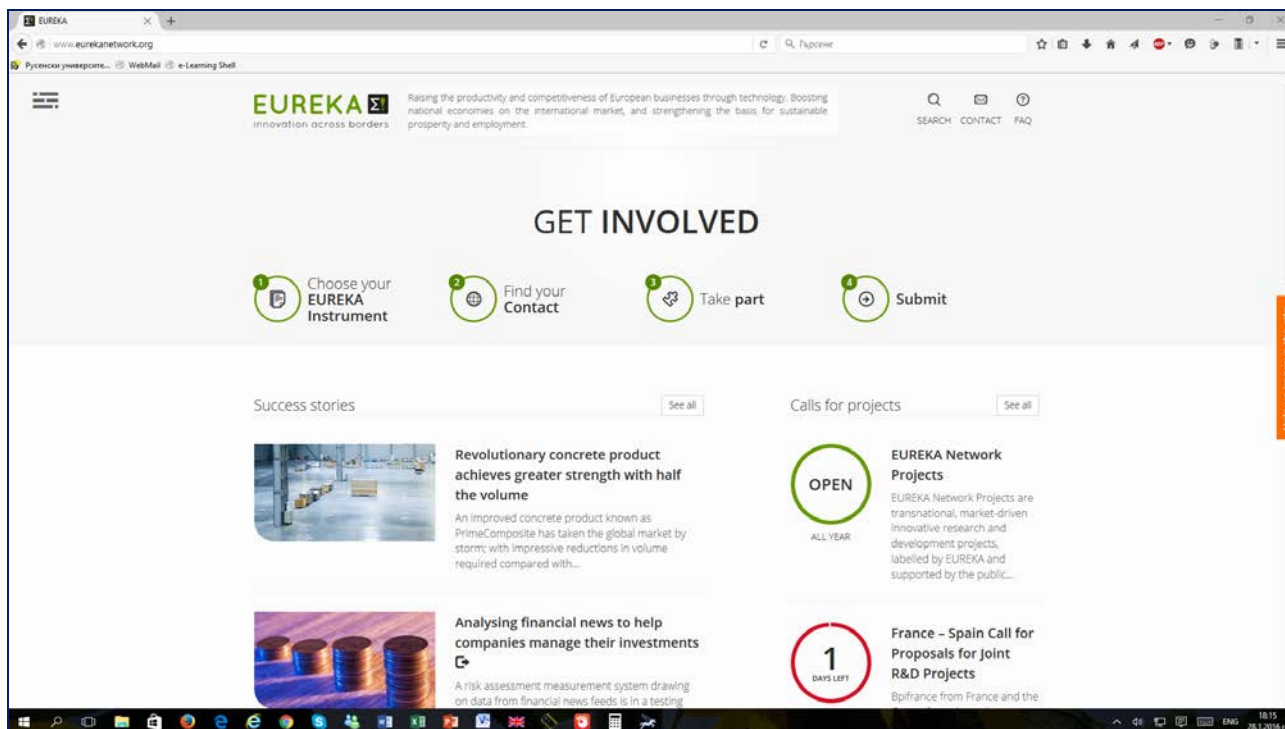 EUREKA
www.eurekanetwork.org
Търсене
Русенски университе...
WebMail
e-Learning Shell
EUREKA Σ!
innovation across borders
Raising the productivity and competitiveness of European businesses through technology. Boosting
national economies on the international market, and strengthening the basis for sustainable
prosperity and employment.
SEARCH CONTACT FAQ
GET INVOLVED
1
Choose your
EUREKA
Instrument
2
Find your
Contact
3
Take part
4
Submit
Success stories
See all
Revolutionary concrete product
achieves greater strength with half
the volume
An improved concrete product known as
PrimeComposite has taken the global market by
storm; with impressive reductions in volume
required compared with...
Analysing financial news to help
companies manage their investments
A risk assessment measurement system drawing
on data from financial news feeds is in a testing
Calls for projects
See all
OPEN
ALL YEAR
EUREKA Network
Projects
EUREKA Network Projects are
transnational, market-driven
innovative research and
development projects,
labelled by EUREKA and
supported by the public...
1
DAYS LEFT
France – Spain Call for
Proposals for Joint
R&D Projects
Bpifrance from France and the
ENG
18:15
28.1.2016 г.